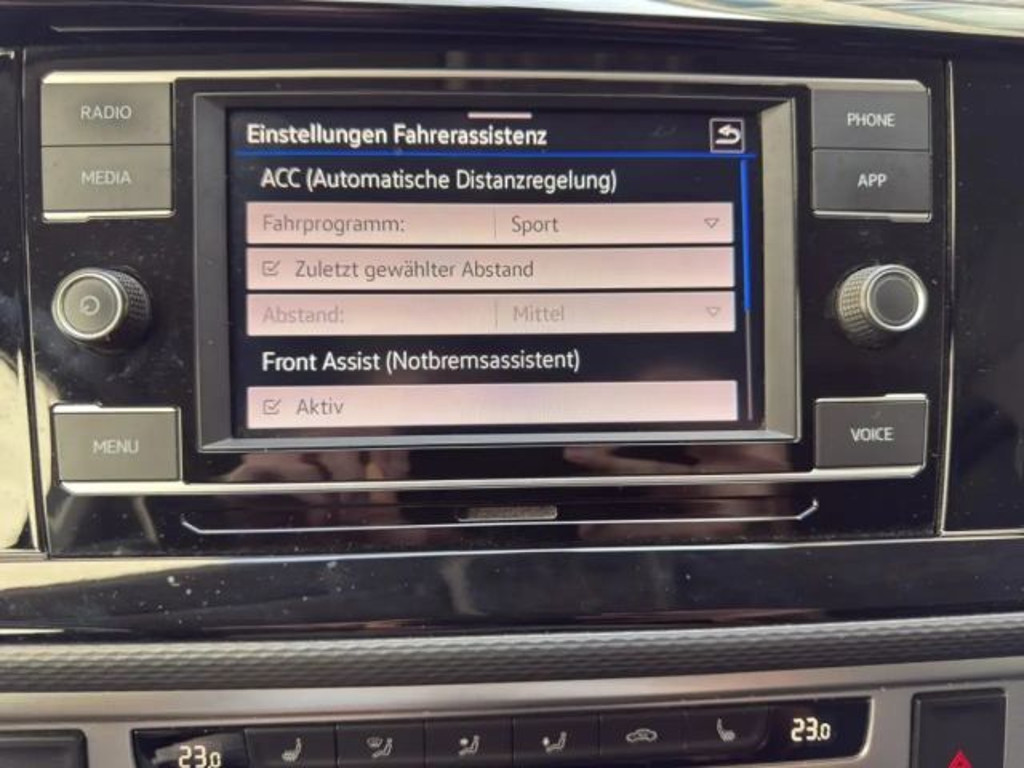 RADIO
MEDIA
MENU
Einstellungen Fahrerassistenz
ACC (Automatische Distanzregelung)
Fahrprogramm: Sport
Zuletzt gewählter Abstand
Abstand: Mittel
Front Assist (Notbremsassistent)
Aktiv
PHONE
APP
VOICE
23.0 23.0